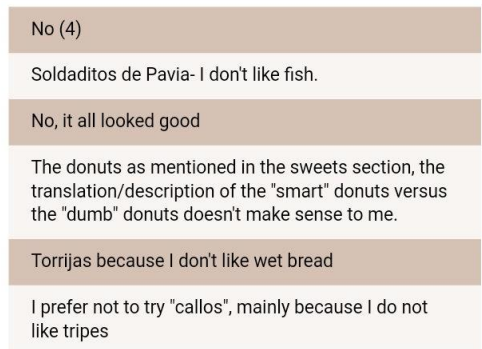 No (4)
Soldaditos de Pavia- I don't like fish.
No, it all looked good
The donuts as mentioned in the sweets section, the
translation/description of the "smart" donuts versus
the "dumb" donuts doesn't make sense to me.
Torrijas because I don't like wet bread
I prefer not to try "callos", mainly because I do not
like tripes